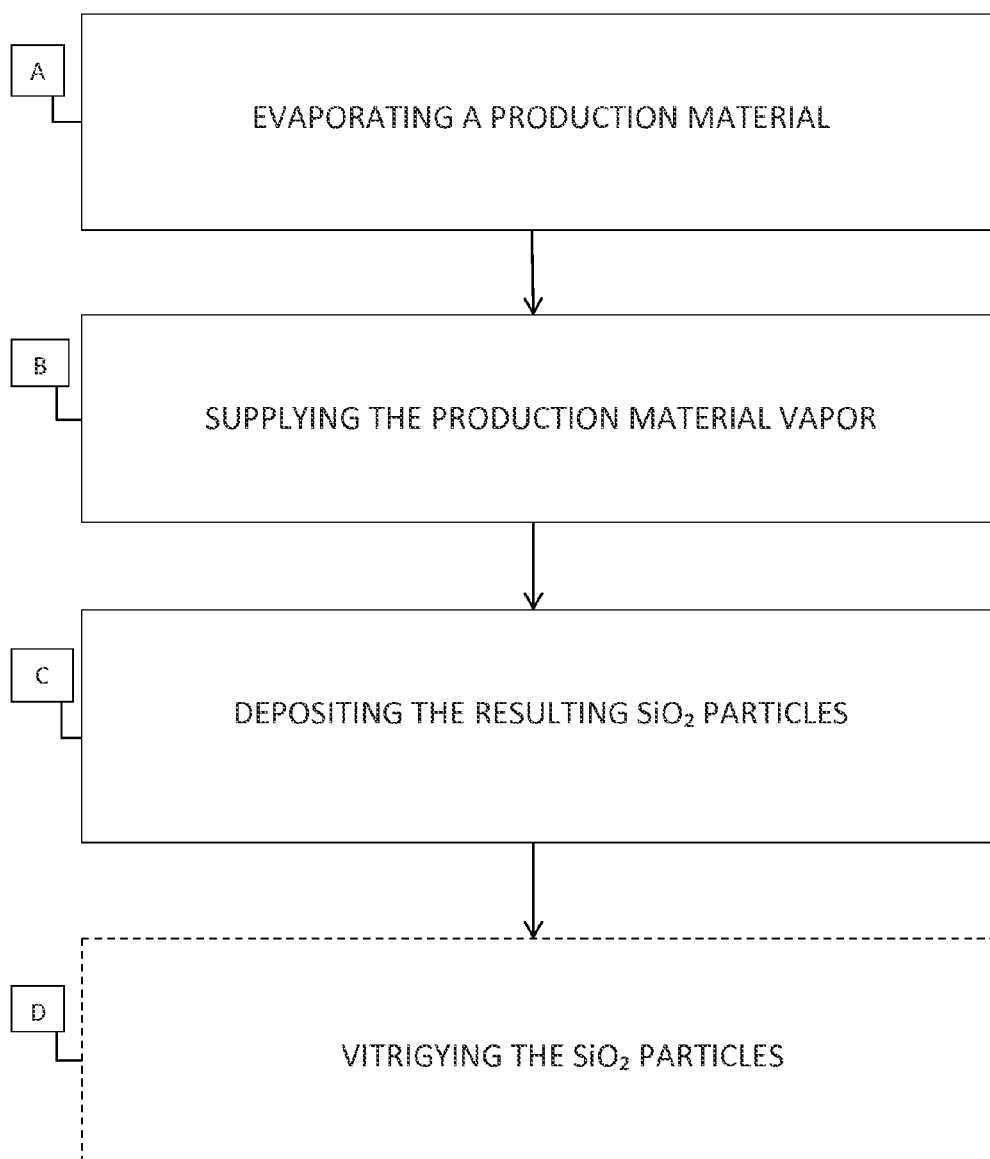 A
EVAPORATING A PRODUCTION MATERIAL
B
SUPPLYING THE PRODUCTION MATERIAL VAPOR
C
DEPOSITING THE RESULTING SiO₂ PARTICLES
D
VITRIGYING THE SiO₂ PARTICLES